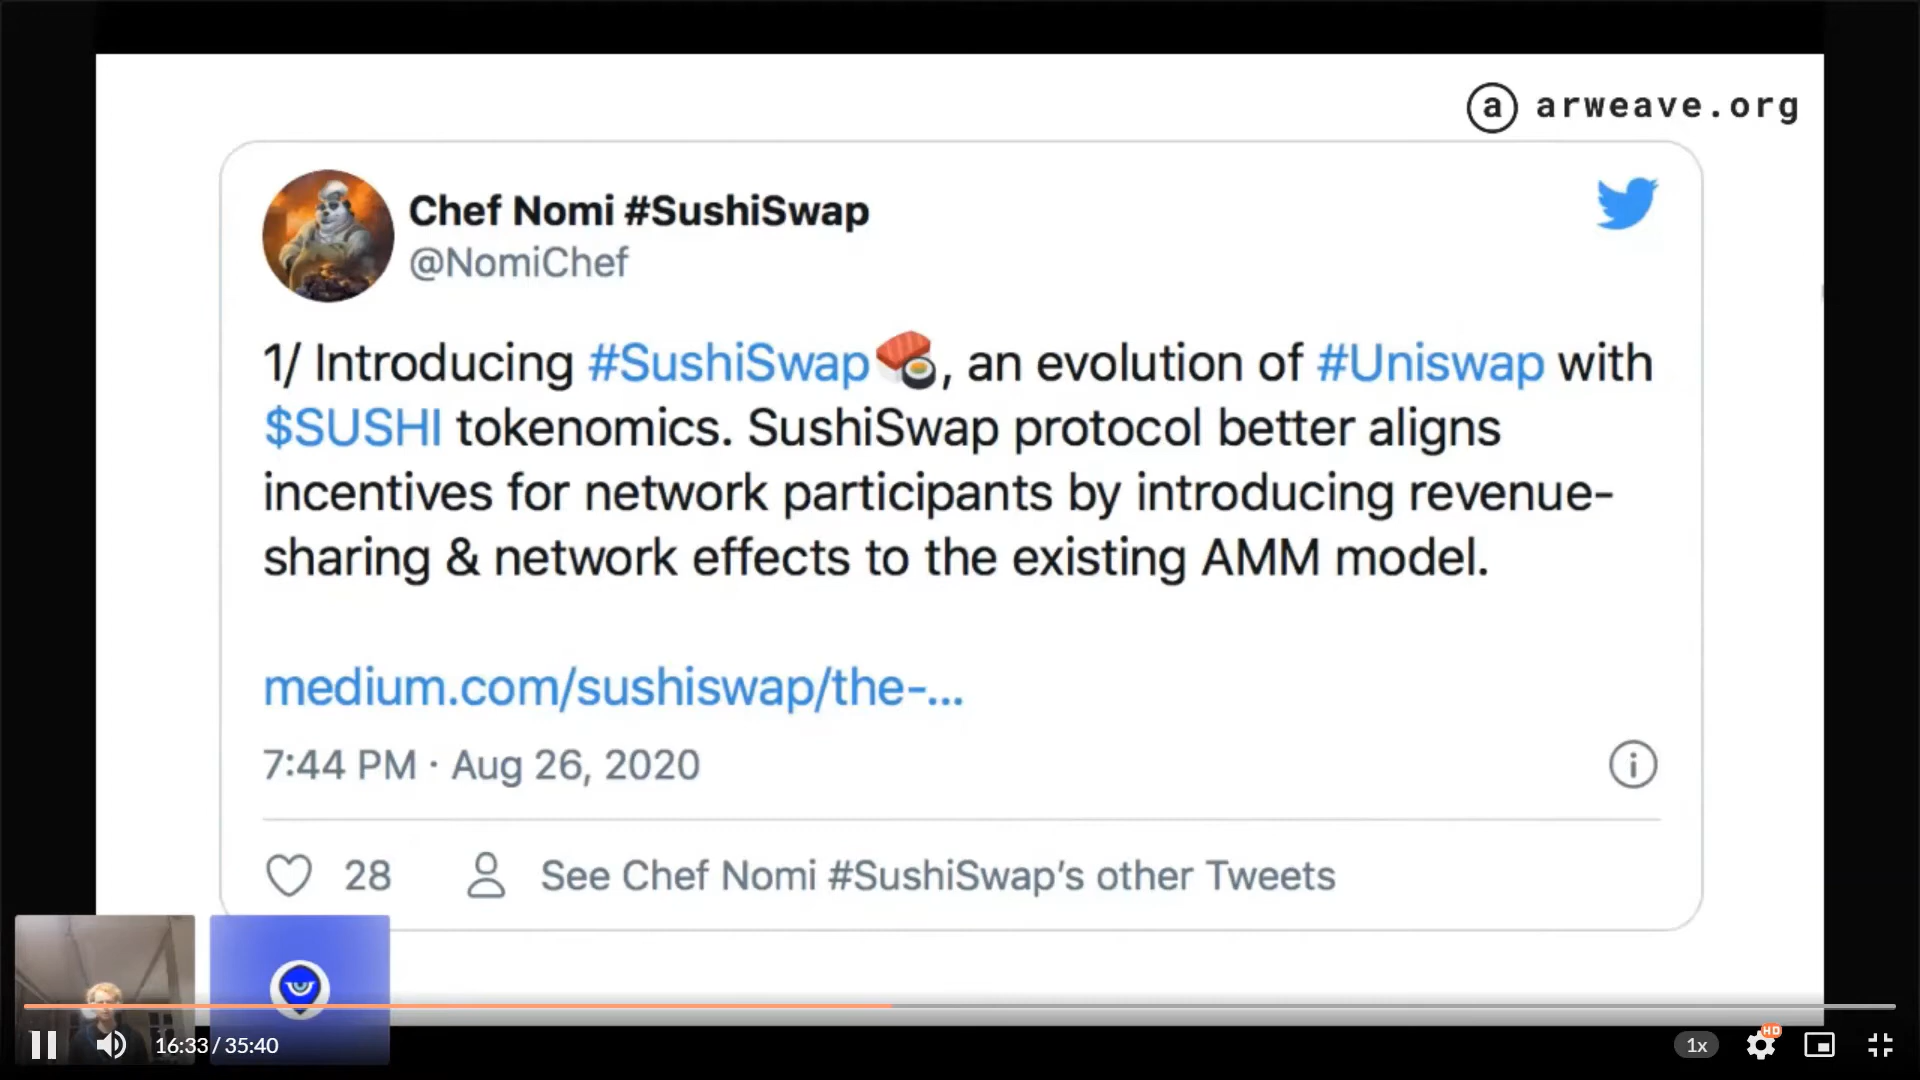 a arweave.org
Chef Nomi #SushiSwap
@NomiChef
1/ Introducing #SushiSwap🍣, an evolution of #Uniswap with
$SUSHI tokenomics. SushiSwap protocol better aligns
incentives for network participants by introducing revenue-
sharing & network effects to the existing AMM model.
medium.com/sushiswap/the-...
7:44 PM · Aug 26, 2020
28 See Chef Nomi #SushiSwap's other Tweets
16:33 / 35:40 1x HD